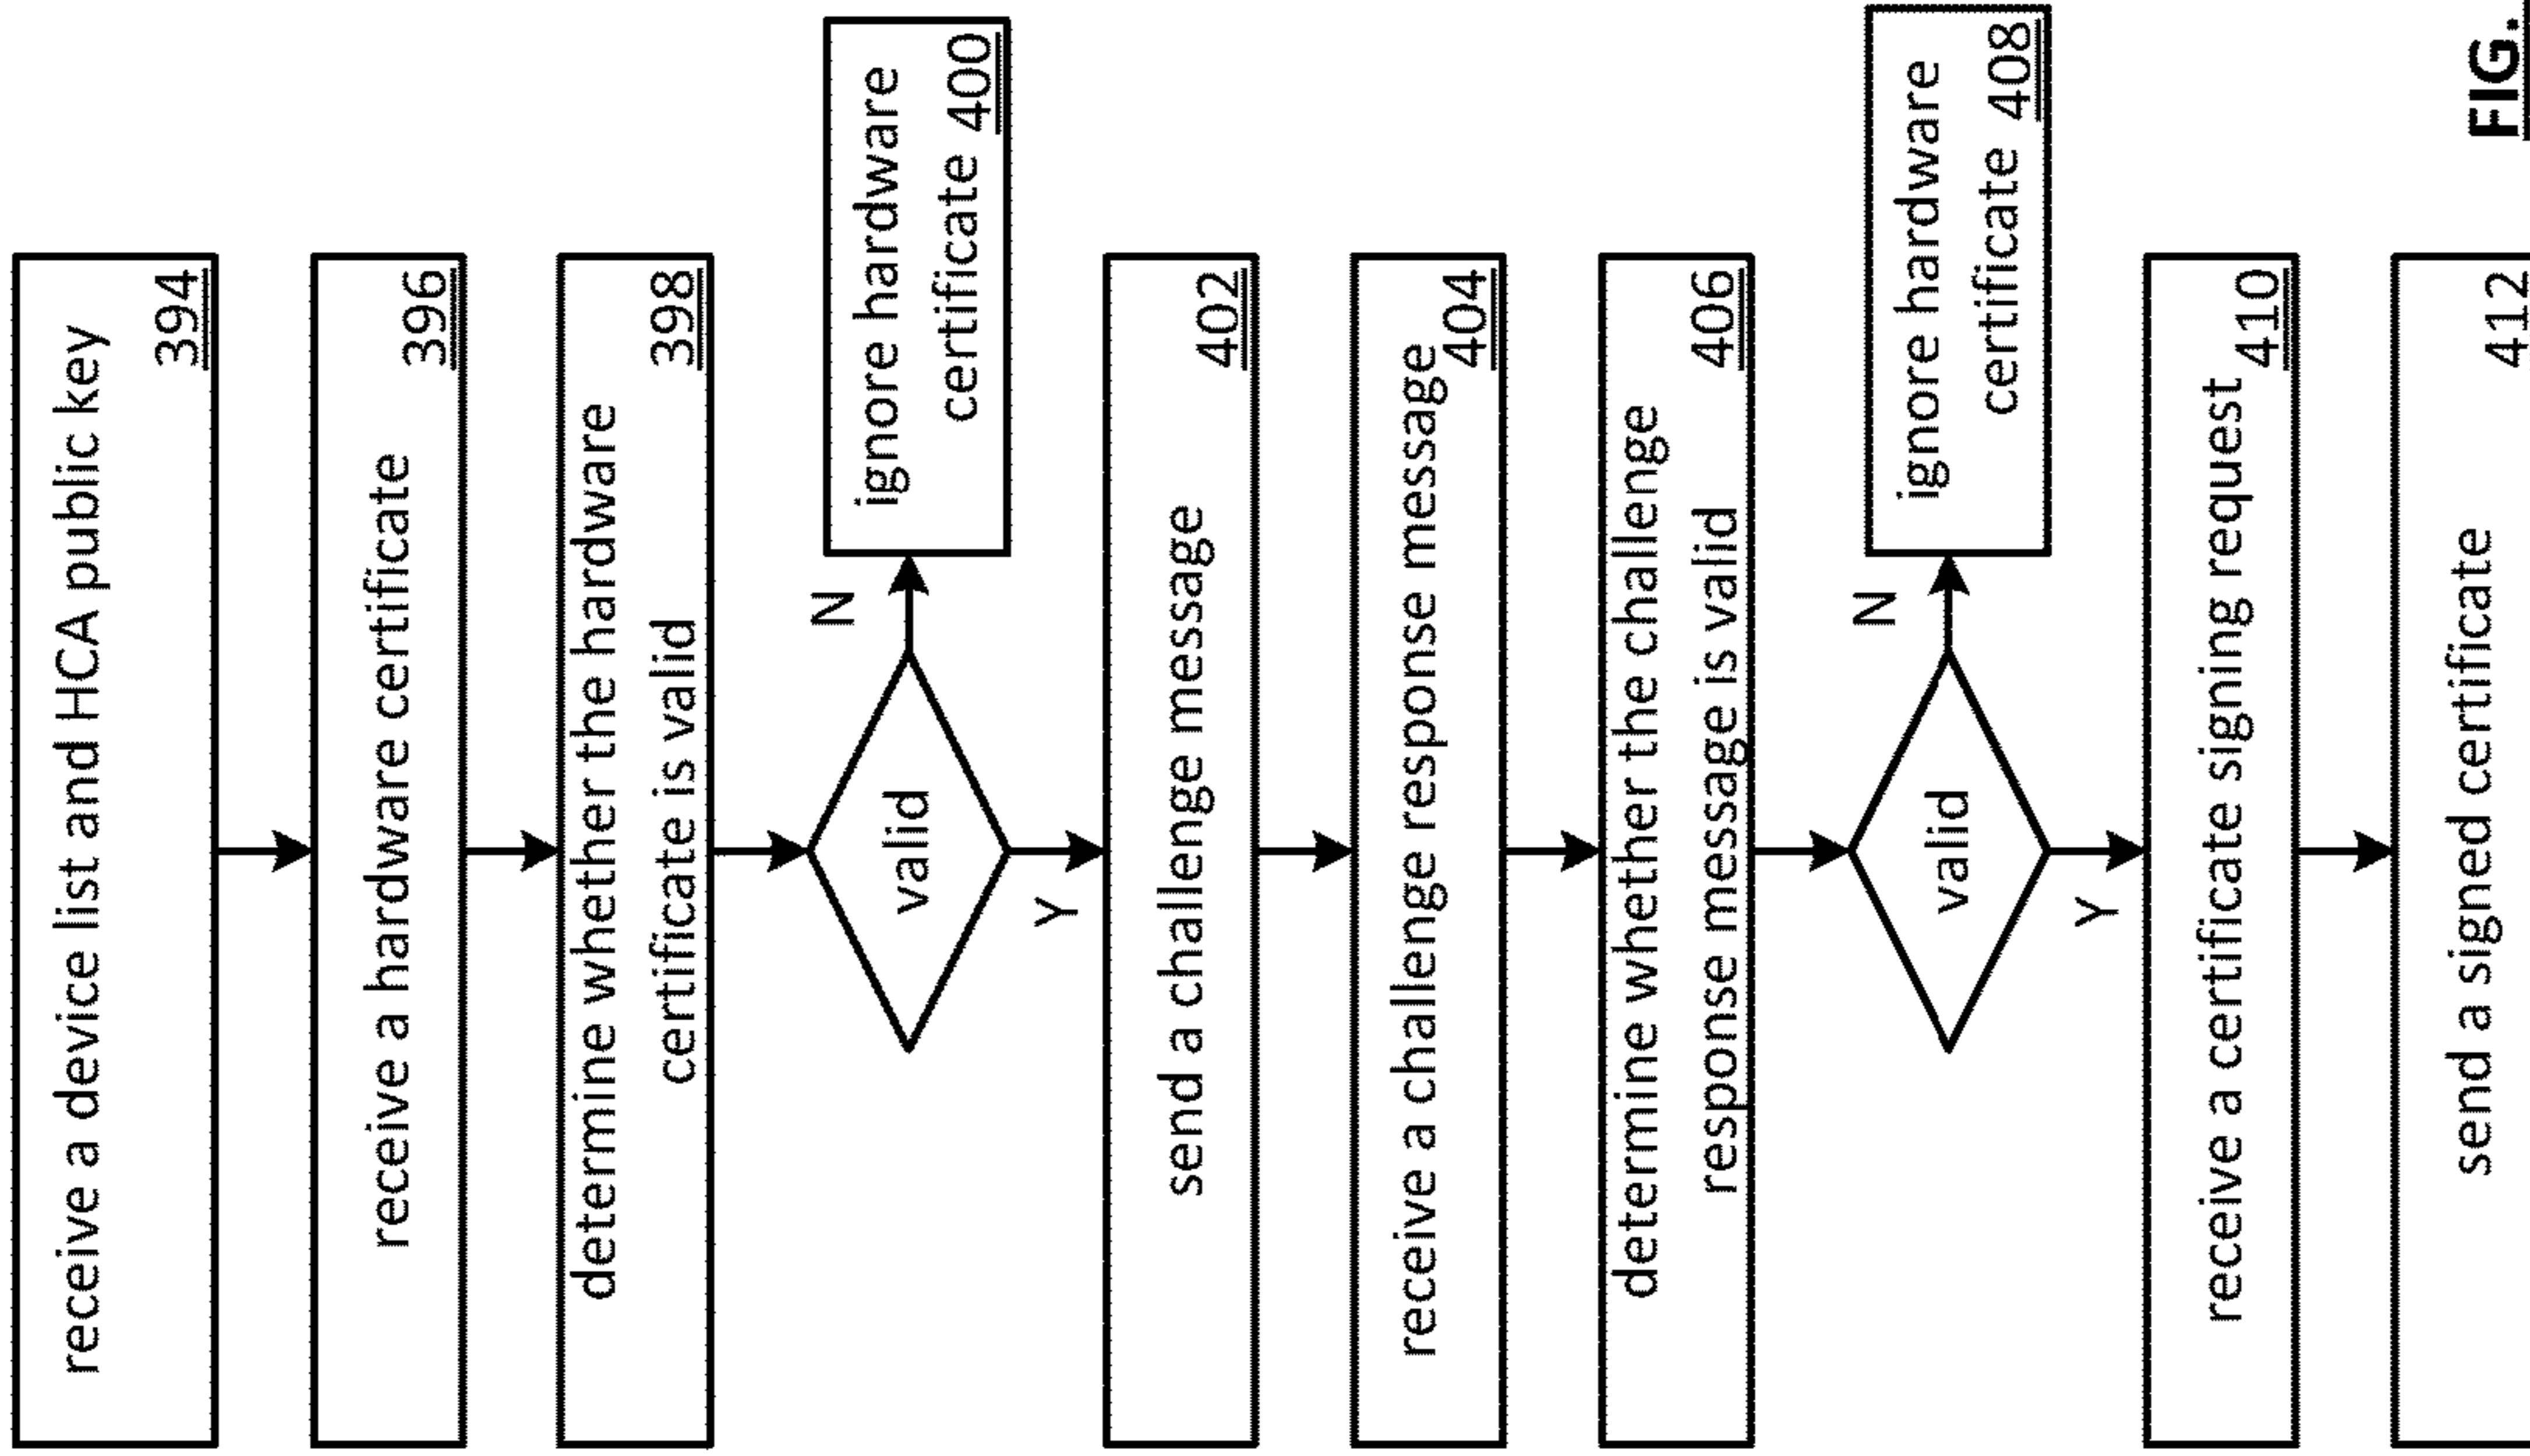 receive a device list and HCA public key
394
receive a hardware certificate
396
determine whether the hardware
certificate is valid
398
valid
N
ignore hardware
certificate 400
Y
send a challenge message
402
receive a challenge response message
404
determine whether the challenge
response message is valid
406
valid
N
ignore hardware
certificate 408
Y
receive a certificate signing request
410
send a signed certificate
412
FIG.